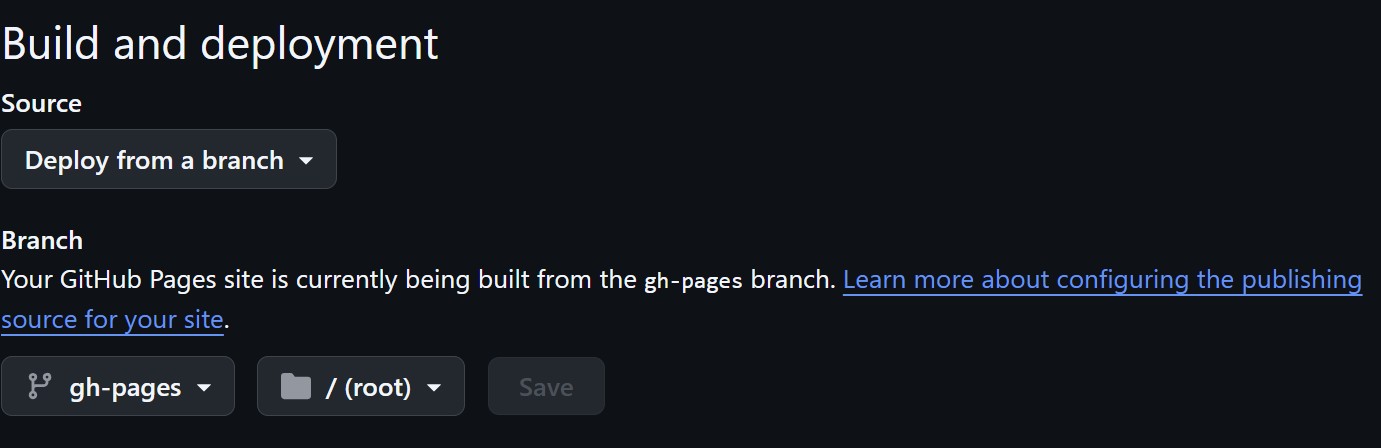 Build and deployment
Source
Deploy from a branch
Branch
Your GitHub Pages site is currently being built from the gh-pages branch. Learn more about configuring the publishing
source for your site.
gh-pages / (root) Save